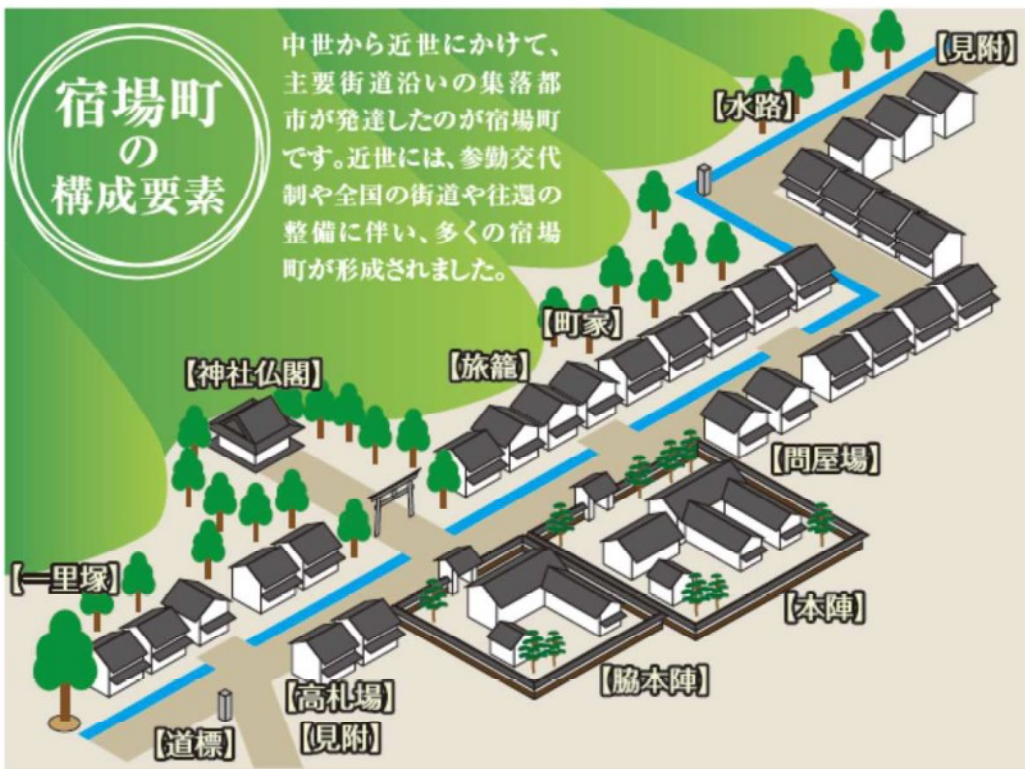 宿場町
の
構成要素
中世から近世にかけて、
主要街道沿いの集落都
市が発達したのが宿場町
です。近世には、参勤交代
制や全国の街道や往還の
整備に伴い、多くの宿場
町が形成されました。
【見附】
【水路】
【町家】
【旅籠】
【神社仏閣】
【問屋場】
【一里塚】
【本陣】
【脇本陣】
【高札場】
【道標】
【見附】